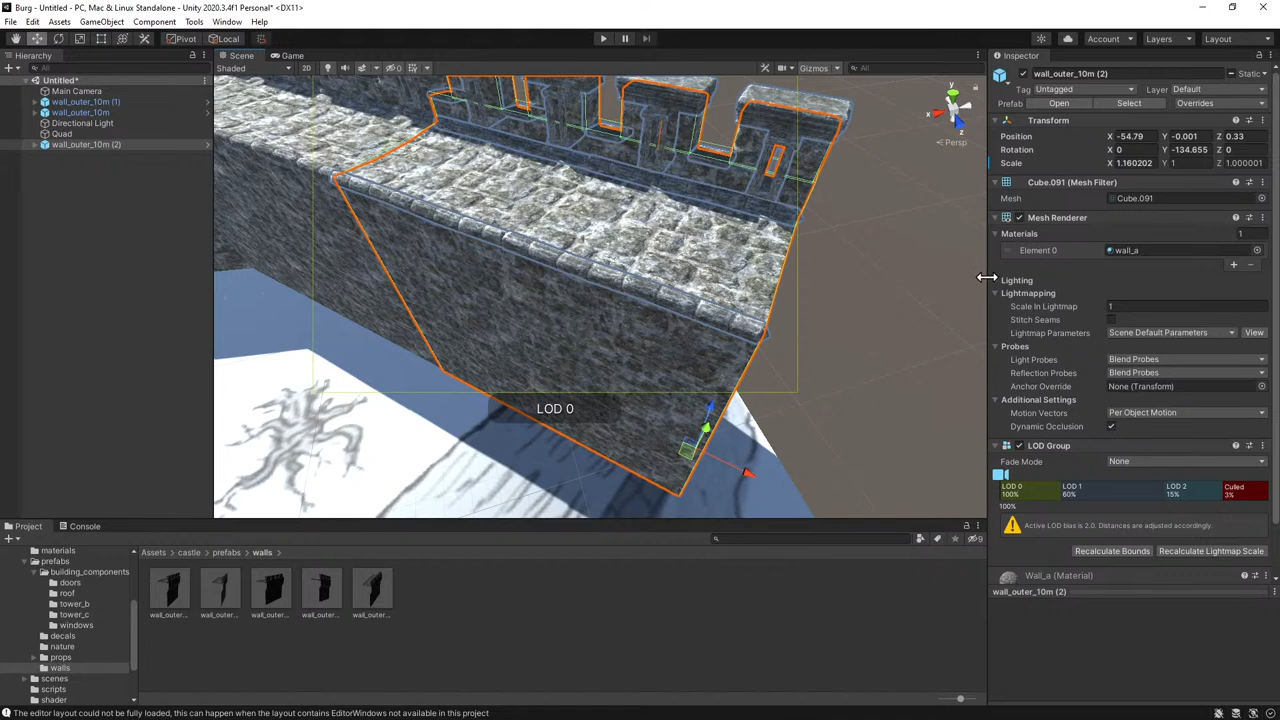 Burg - Untitled - PC, Mac & Linux Standalone - Unity 2020.3.4f1 Personal* <DX11>
File Edit Assets GameObject Component Tools Window Help
Pivot Local Account Layers Layout
Hierarchy
All
Untitled*
Main Camera
wall_outer_10m (1)
wall_outer_10m
Directional Light
Quad
wall_outer_10m (2)
Scene Game
Shaded 2D 0 Gizmos All
y
x
z
Persp
LOD 0
Inspector
wall_outer_10m (2) Static
Tag Untagged Layer Default
Prefab Open Select Overrides
Transform
Position X -54.79 Y -0.001 Z 0.33
Rotation X 0 Y -134.655 Z 0
Scale X 1.160202 Y 1 Z 1.000001
Cube.091 (Mesh Filter)
Mesh Cube.091
Mesh Renderer
Materials 1
Element 0 wall_a
Lighting
Lightmapping
Scale In Lightmap 1
Stitch Seams
Lightmap Parameters Scene Default Parameters View
Probes
Light Probes Blend Probes
Reflection Probes Blend Probes
Anchor Override None (Transform)
Additional Settings
Motion Vectors Per Object Motion
Dynamic Occlusion
LOD Group
Fade Mode None
LOD 0 LOD 1 LOD 2 Culled
100% 60% 15% 3%
100%
Active LOD bias is 2.0. Distances are adjusted accordingly.
Recalculate Bounds Recalculate Lightmap Scale
Wall_a (Material)
wall_outer_10m (2)
Project Console
9
materials
prefabs
building_components
doors
roof
tower_b
tower_c
windows
decals
nature
props
walls
scenes
scripts
shader
Assets > castle > prefabs > walls >
wall_outer... wall_outer... wall_outer... wall_outer... wall_outer...
The editor layout could not be fully loaded, this can happen when the layout contains EditorWindows not available in this project